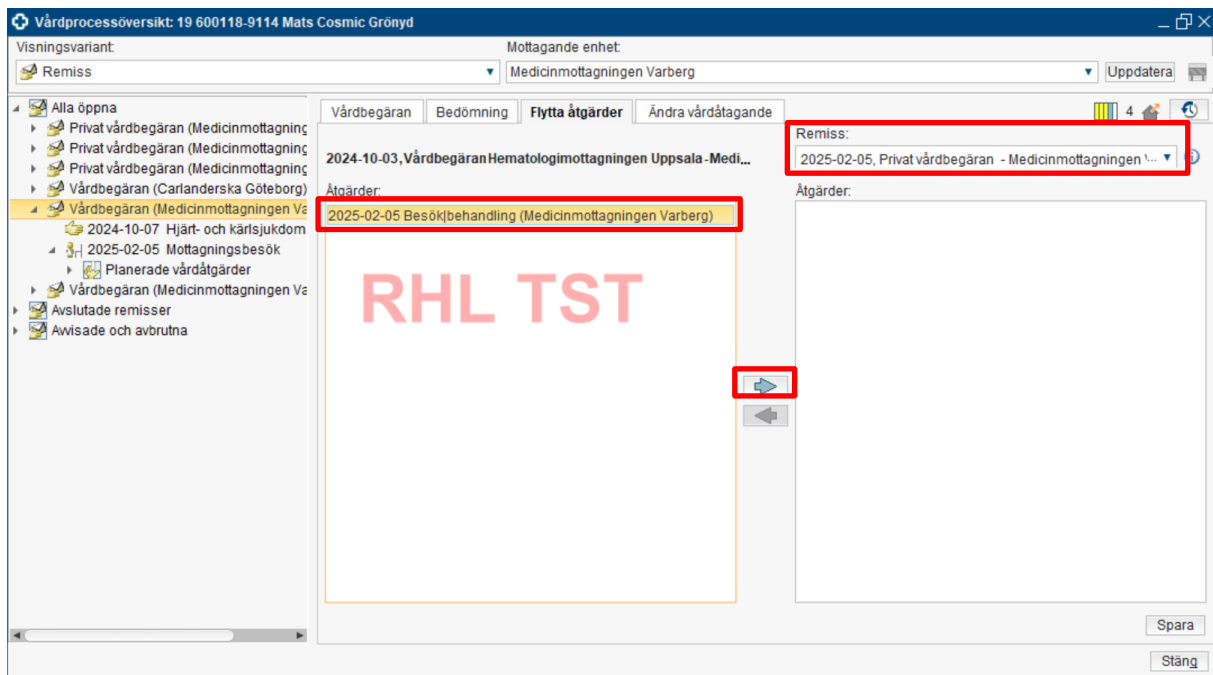 Vårdprocessöversikt: 19 600118-9114 Mats Cosmic Grönyd
Visningsvariant:
Mottagande enhet:
Remiss
Medicinmottagningen Varberg
Uppdatera
Alla öppna
Privat vårdbegäran (Medicinmottagning
Privat vårdbegäran (Medicinmottagning
Privat vårdbegäran (Medicinmottagning
Vårdbegäran (Carlanderska Göteborg)
Vårdbegäran (Medicinmottagningen Va
2024-10-07 Hjärt- och kärlsjukdom
2025-02-05 Mottagningsbesök
Planerade vårdåtgärder
Vårdbegäran (Medicinmottagningen Va
Avslutade remisser
Avvisade och avbrutna
Vårdbegäran
Bedömning
Flytta åtgärder
Ändra vårdåtagande
4
2024-10-03, Vårdbegäran Hematologimottagningen Uppsala - Medi...
Åtgärder:
2025-02-05 Besök|behandling (Medicinmottagningen Varberg)
RHL TST
Remiss:
2025-02-05, Privat vårdbegäran - Medicinmottagningen V...
Åtgärder:
Spara
Stäng